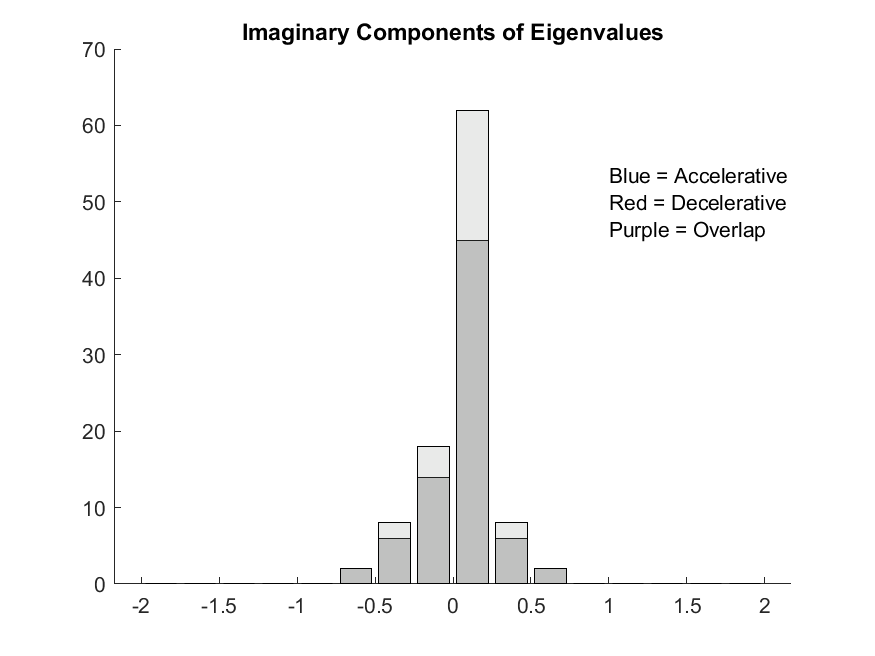 Imaginary Components of Eigenvalues
70
60
50
40
30
20
10
0
Blue = Accelerative
Red = Decelerative
Purple = Overlap
-2 -1.5 -1 -0.5 0 0.5 1 1.5 2